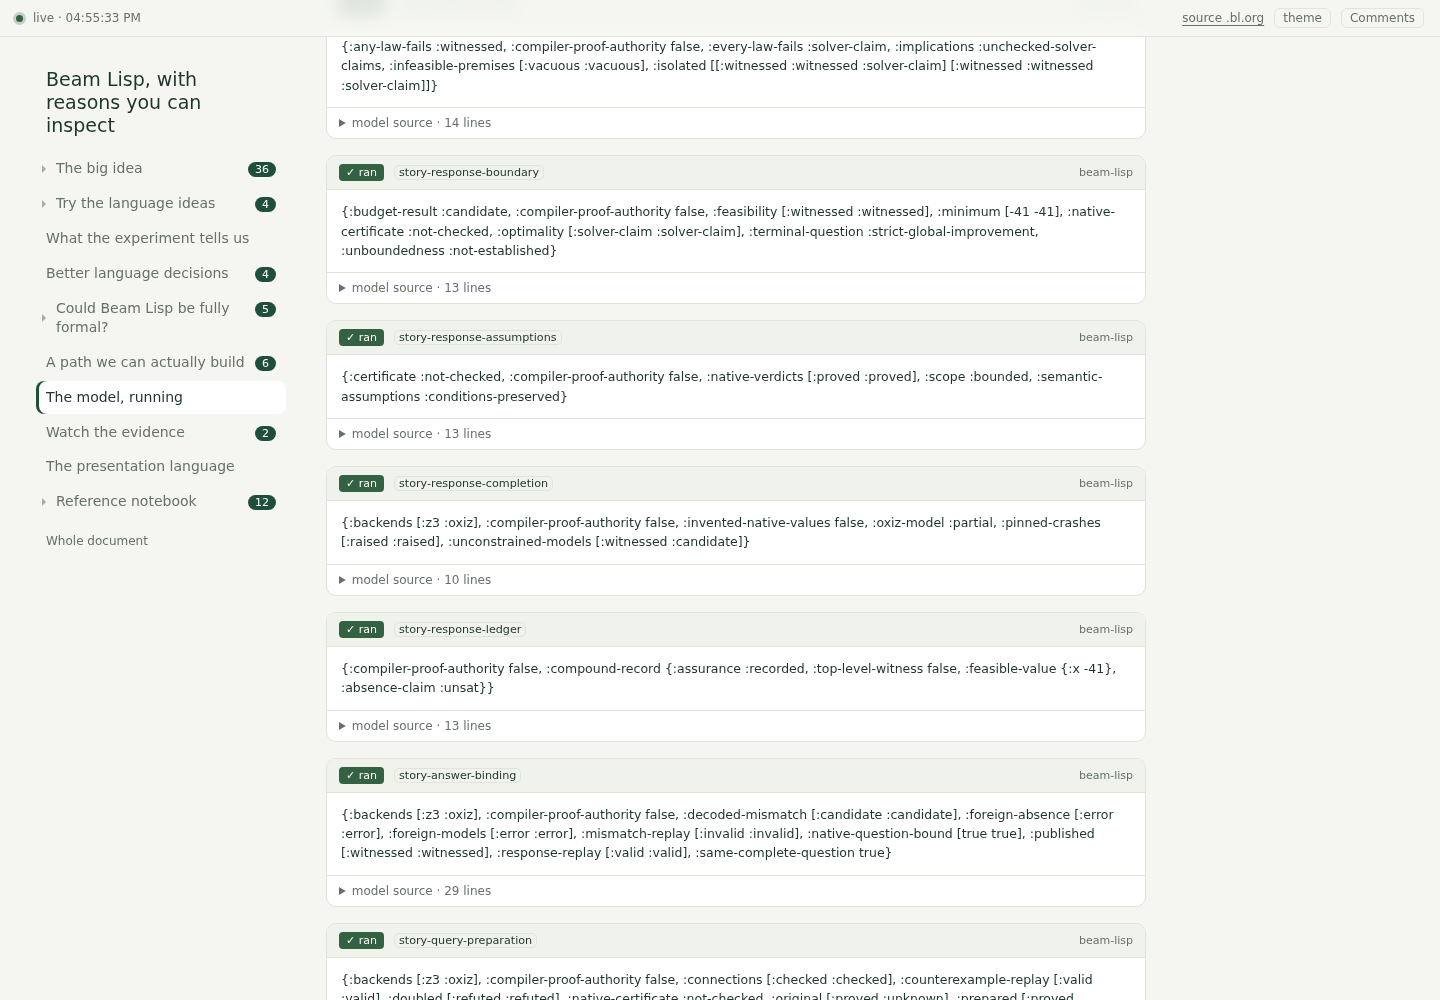 live · 04:55:33 PM
source .bl.org
theme
Comments
Beam Lisp, with
reasons you can
inspect
The big idea 36
Try the language ideas 4
What the experiment tells us
Better language decisions 4
Could Beam Lisp be fully 5
formal?
A path we can actually build 6
The model, running
Watch the evidence 2
The presentation language
Reference notebook 12
Whole document
{:any-law-fails :witnessed, :compiler-proof-authority false, :every-law-fails :solver-claim, :implications :unchecked-solver-
claims, :infeasible-premises [:vacuous :vacuous], :isolated [[:witnessed :witnessed :solver-claim] [:witnessed :witnessed
:solver-claim]]}
model source · 14 lines
✓ ran story-response-boundary beam-lisp
{:budget-result :candidate, :compiler-proof-authority false, :feasibility [:witnessed :witnessed], :minimum [-41 -41], :native-
certificate :not-checked, :optimality [:solver-claim :solver-claim], :terminal-question :strict-global-improvement,
:unboundedness :not-established}
model source · 13 lines
✓ ran story-response-assumptions beam-lisp
{:certificate :not-checked, :compiler-proof-authority false, :native-verdicts [:proved :proved], :scope :bounded, :semantic-
assumptions :conditions-preserved}
model source · 13 lines
✓ ran story-response-completion beam-lisp
{:backends [:z3 :oxiz], :compiler-proof-authority false, :invented-native-values false, :oxiz-model :partial, :pinned-crashes
[:raised :raised], :unconstrained-models [:witnessed :candidate]}
model source · 10 lines
✓ ran story-response-ledger beam-lisp
{:compiler-proof-authority false, :compound-record {:assurance :recorded, :top-level-witness false, :feasible-value {:x -41},
:absence-claim :unsat}}
model source · 13 lines
✓ ran story-answer-binding beam-lisp
{:backends [:z3 :oxiz], :compiler-proof-authority false, :decoded-mismatch [:candidate :candidate], :foreign-absence [:error
:error], :foreign-models [:error :error], :mismatch-replay [:invalid :invalid], :native-question-bound [true true], :published
[:witnessed :witnessed], :response-replay [:valid :valid], :same-complete-question true}
model source · 29 lines
✓ ran story-query-preparation beam-lisp
{:backends [:z3 :oxiz], :compiler-proof-authority false, :connections [:checked :checked], :counterexample-replay [:valid
:valid], :doubled [:refuted :refuted], :native-certificate :not-checked, :original [:proved :unknown], :prepared [:proved